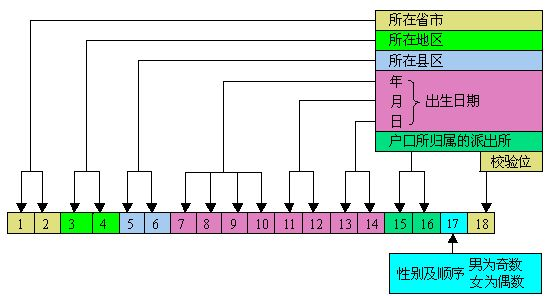 所在省市
所在地区
所在县区
年
月 出生日期
日
户口所归属的派出所
校验位
1 2 3 4 5 6 7 8 9 10 11 12 13 14 15 16 17 18
性别及顺序 男为奇数
女为偶数